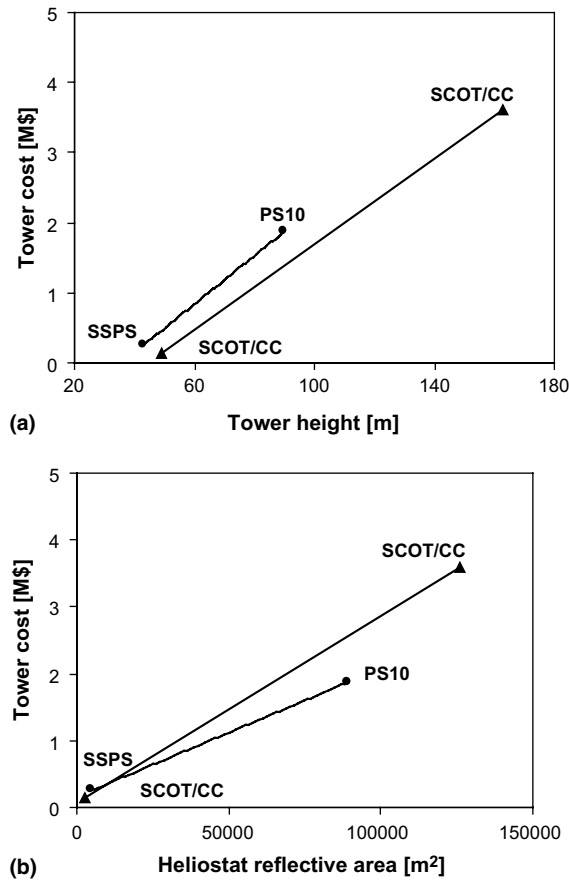 5
4
3
2
1
0
Tower cost [M$]
SCOT/CC
PS10
SSPS
SCOT/CC
20 60 100 140 180
(a) Tower height [m]
5
4
3
2
1
0
Tower cost [M$]
SCOT/CC
PS10
SSPS
SCOT/CC
0 50000 100000 150000
(b) Heliostat reflective area [m²]